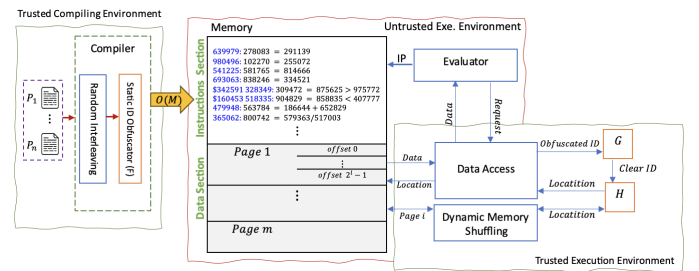 Trusted Compiling Environment
Compiler
P1
⋮
Pn
Random Interleaving
Static ID Obfuscator (F)
O(M)
Memory
Untrusted Exe. Environment
Instructions Section
639979: 278083 = 291139
980496: 102270 = 255072
541225: 581765 = 814666
693063: 838246 = 334521
$342591 328349: 309472 = 875625 > 975772
$160453 518335: 904829 = 858835 < 407777
479948: 563784 = 186644 + 652829
365062: 800742 = 579363/517003
⋮
Data Section
Page 1
offset 0
⋮
offset 2^l − 1
⋮
Page m
IP
Evaluator
Data
Request
Data
Location
Data Access
Obfuscated ID
G
Clear ID
Locatition
H
Page i
Dynamic Memory
Shuffling
Locatition
Trusted Execution Environment